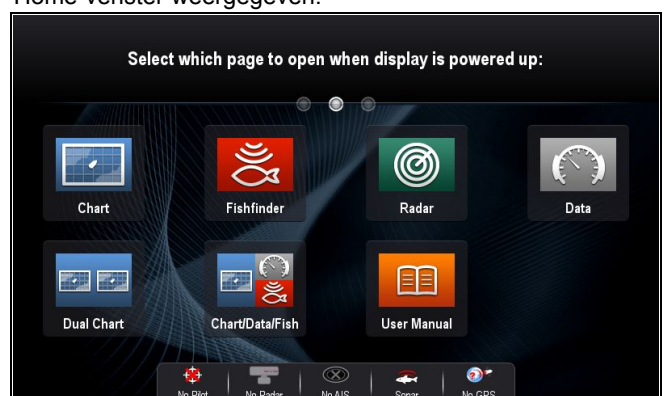 Home-venster weergegeven:
Select which page to open when display is powered up:
Chart
Fishfinder
Radar
Data
Dual Chart
Chart/Data/Fish
User Manual
No Pilot
No Radar
No AIS
Sonar
No GPS